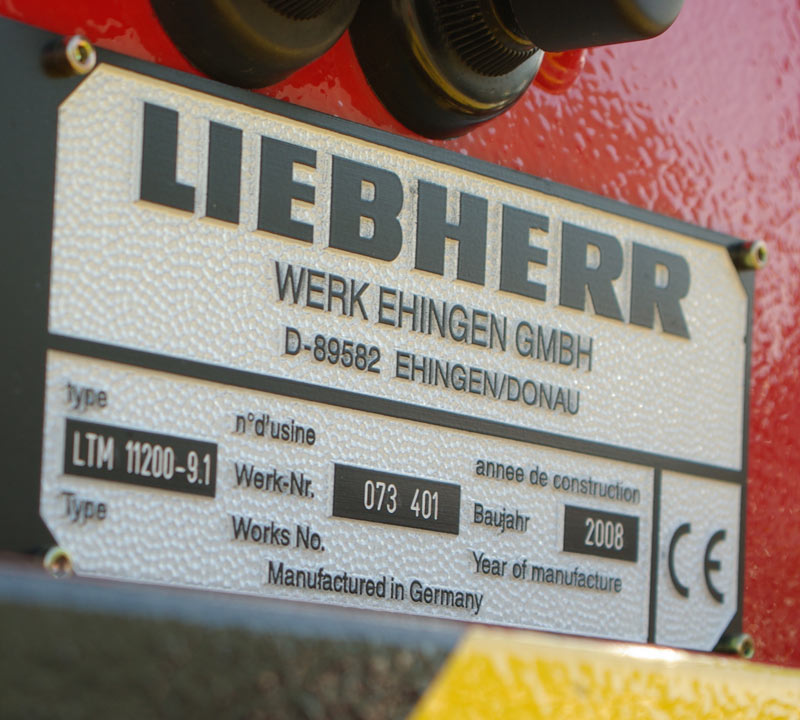 LIEBHERR
WERK EHINGEN GMBH
D-89582 EHINGEN/DONAU
type
LTM 11200-9.1
Type
n°d'usine
Werk-Nr.
Works No.
073 401
annee de construction
Baujahr
Year of manufacture
2008
Manufactured in Germany
CE